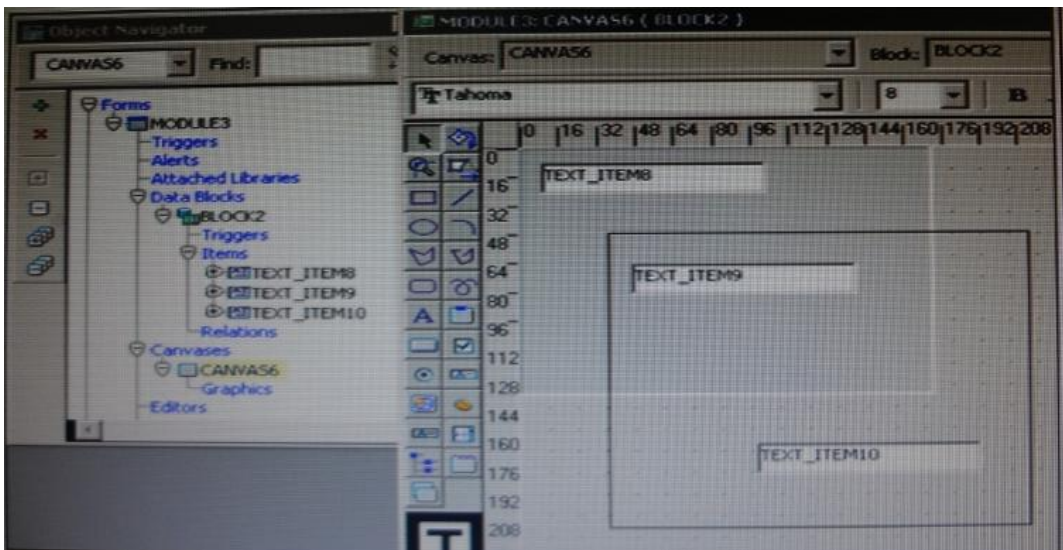 Object Navigator
CANVAS6
Find:
Forms
MODULE3
Triggers
Alerts
Attached Libraries
Data Blocks
BLOCK2
Triggers
Items
TEXT_ITEM8
TEXT_ITEM9
TEXT_ITEM10
Relations
Canvases
CANVAS6
Graphics
Editors
MODULE3: CANVAS6 ( BLOCK2 )
Canvas: CANVAS6
Block: BLOCK2
Tahoma
8
B
0 16 32 48 64 80 96 112 128 144 160 176 192 208
0
16
32
48
64
80
96
112
128
144
160
176
192
208
A
TEXT_ITEM8
TEXT_ITEM9
TEXT_ITEM10
T